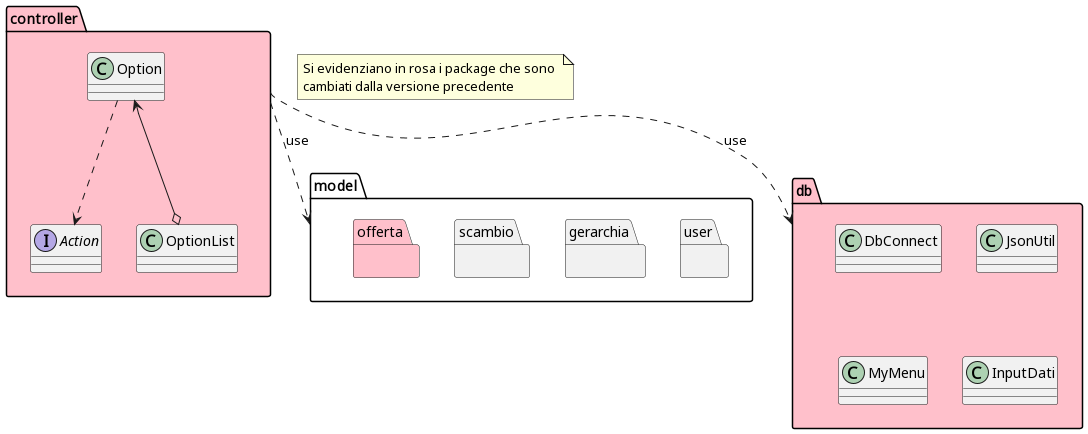 controller
C Option
I Action
C OptionList
Si evidenziano in rosa i package che sono
cambiati dalla versione precedente
use
use
model
offerta
scambio
gerarchia
user
db
C DbConnect
C JsonUtil
C MyMenu
C InputDati